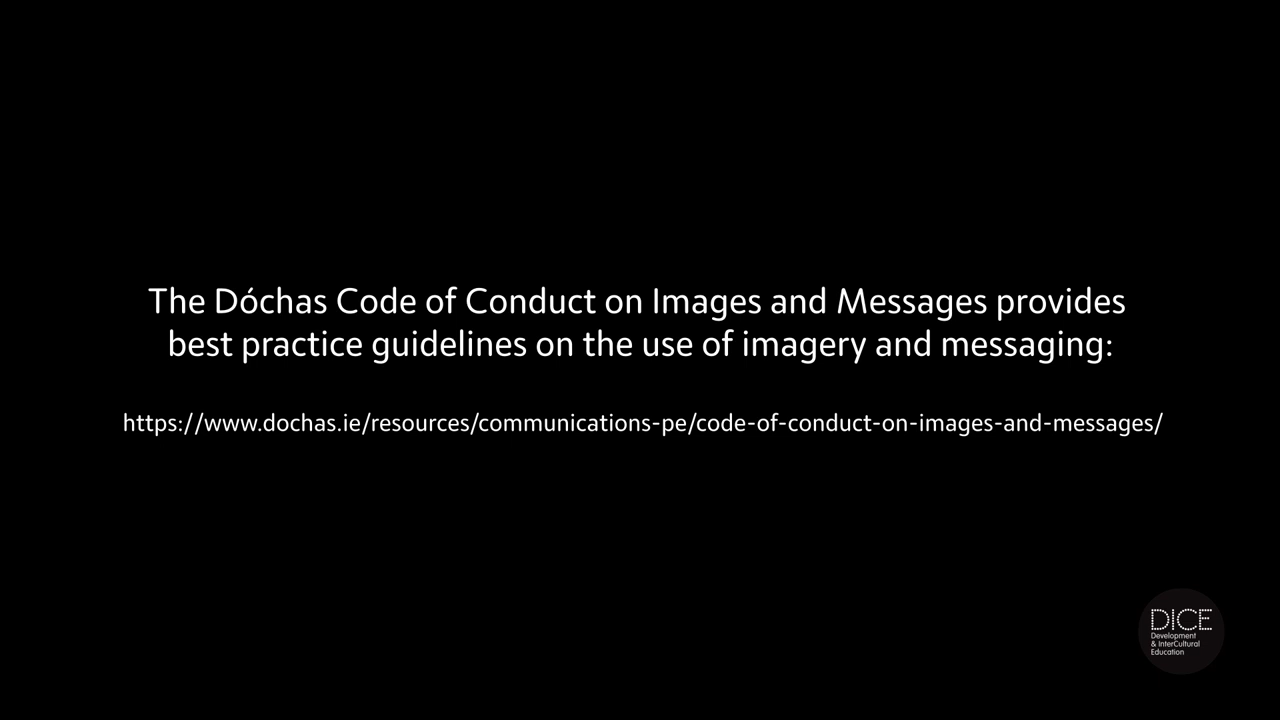 The Dóchas Code of Conduct on Images and Messages provides
best practice guidelines on the use of imagery and messaging:
https://www.dochas.ie/resources/communications-pe/code-of-conduct-on-images-and-messages/
DICE
Development
& InterCultural
Education